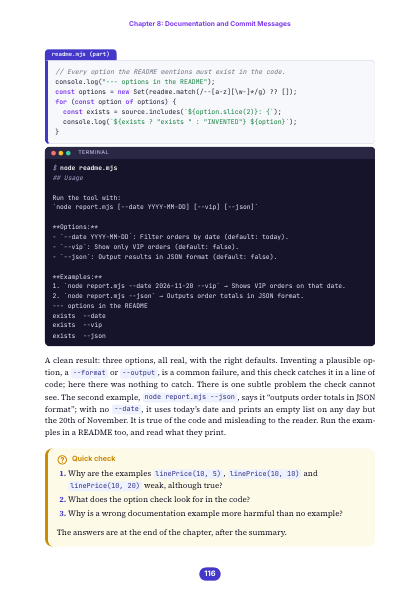 Chapter 8: Documentation and Commit Messages
readme.mjs (part)
// Every option the README mentions must exist in the code.
console.log("--- options in the README");
const options = new Set(readme.match(/--[a-z][\w-]*/g) ?? []);
for (const option of options) {
  const exists = source.includes(`${option.slice(2)}: {`);
  console.log(`${exists ? "exists " : "INVENTED"} ${option}`);
}
TERMINAL
$ node readme.mjs
## Usage
Run the tool with:
`node report.mjs [--date YYYY-MM-DD] [--vip] [--json]`
**Options:**
- `--date YYYY-MM-DD`: Filter orders by date (default: today).
- `--vip`: Show only VIP orders (default: false).
- `--json`: Output results in JSON format (default: false).
**Examples:**
1. `node report.mjs --date 2026-11-20 --vip` → Shows VIP orders on that date.
2. `node report.mjs --json` → Outputs order totals in JSON format.
--- options in the README
exists  --date
exists  --vip
exists  --json
A clean result: three options, all real, with the right defaults. Inventing a plausible op-
tion, a --format or --output, is a common failure, and this check catches it in a line of
code; here there was nothing to catch. There is one subtle problem the check cannot
see. The second example, node report.mjs --json, says it "outputs order totals in JSON
format"; with no --date, it uses today's date and prints an empty list on any day but
the 20th of November. It is true of the code and misleading to the reader. Run the exam-
ples in a README too, and read what they print.
Quick check
1. Why are the examples linePrice(10, 5), linePrice(10, 10) and
linePrice(10, 20) weak, although true?
2. What does the option check look for in the code?
3. Why is a wrong documentation example more harmful than no example?
The answers are at the end of the chapter, after the summary.
116